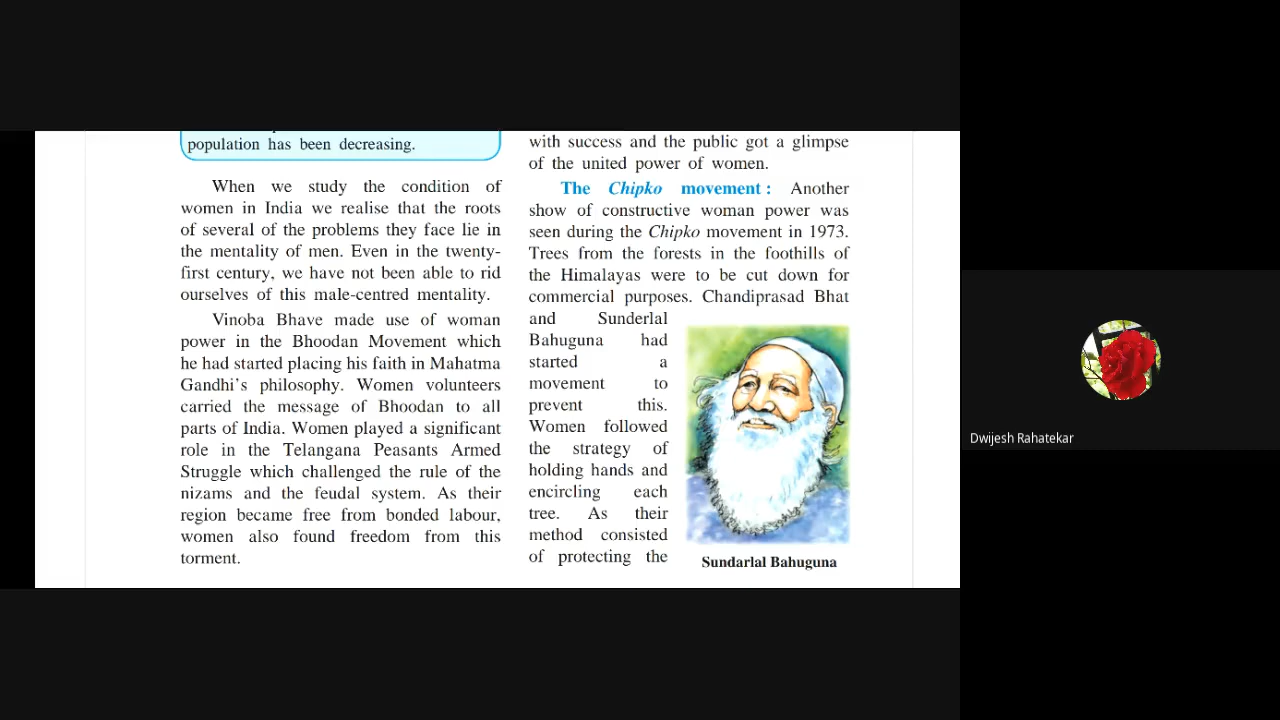 population has been decreasing.
When we study the condition of
women in India we realise that the roots
of several of the problems they face lie in
the mentality of men. Even in the twenty-
first century, we have not been able to rid
ourselves of this male-centred mentality.
Vinoba Bhave made use of woman
power in the Bhoodan Movement which
he had started placing his faith in Mahatma
Gandhi's philosophy. Women volunteers
carried the message of Bhoodan to all
parts of India. Women played a significant
role in the Telangana Peasants Armed
Struggle which challenged the rule of the
nizams and the feudal system. As their
region became free from bonded labour,
women also found freedom from this
torment.
with success and the public got a glimpse
of the united power of women.
The Chipko movement : Another
show of constructive woman power was
seen during the Chipko movement in 1973.
Trees from the forests in the foothills of
the Himalayas were to be cut down for
commercial purposes. Chandiprasad Bhat
and Sunderlal
Bahuguna had
started a
movement to
prevent this.
Women followed
the strategy of
holding hands and
encircling each
tree. As their
method consisted
of protecting the
Sundarlal Bahuguna
Dwijesh Rahatekar